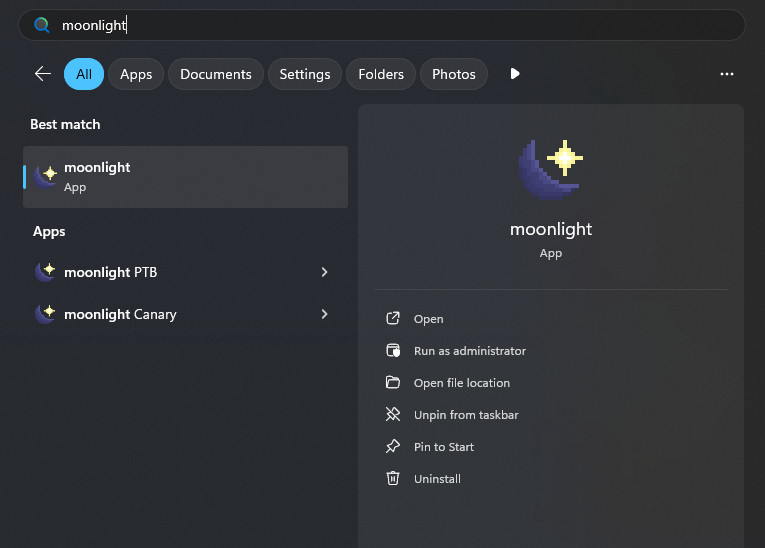 moonlight
All
Apps
Documents
Settings
Folders
Photos
Best match
moonlight
App
Apps
moonlight PTB
moonlight Canary
moonlight
App
Open
Run as administrator
Open file location
Unpin from taskbar
Pin to Start
Uninstall